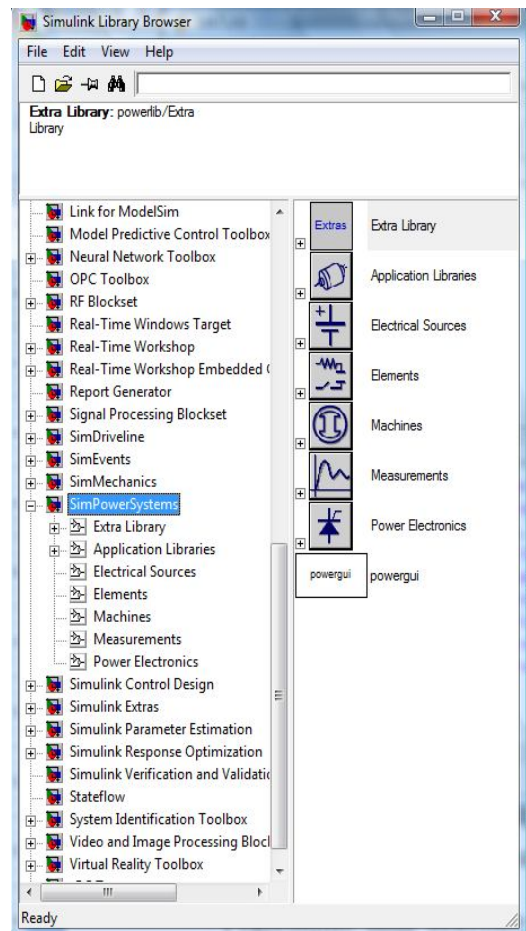 Simulink Library Browser
File Edit View Help
Extra Library: powerlib/Extra
Library
Link for ModelSim
Model Predictive Control Toolbox
Neural Network Toolbox
OPC Toolbox
RF Blockset
Real-Time Windows Target
Real-Time Workshop
Real-Time Workshop Embedded
Report Generator
Signal Processing Blockset
SimDriveline
SimEvents
SimMechanics
SimPowerSystems
Extra Library
Application Libraries
Electrical Sources
Elements
Machines
Measurements
Power Electronics
Simulink Control Design
Simulink Extras
Simulink Parameter Estimation
Simulink Response Optimization
Simulink Verification and Validatio
Stateflow
System Identification Toolbox
Video and Image Processing Bloc
Virtual Reality Toolbox
Extras Extra Library
Application Libraries
Electrical Sources
Elements
Machines
Measurements
Power Electronics
powergui powergui
Ready